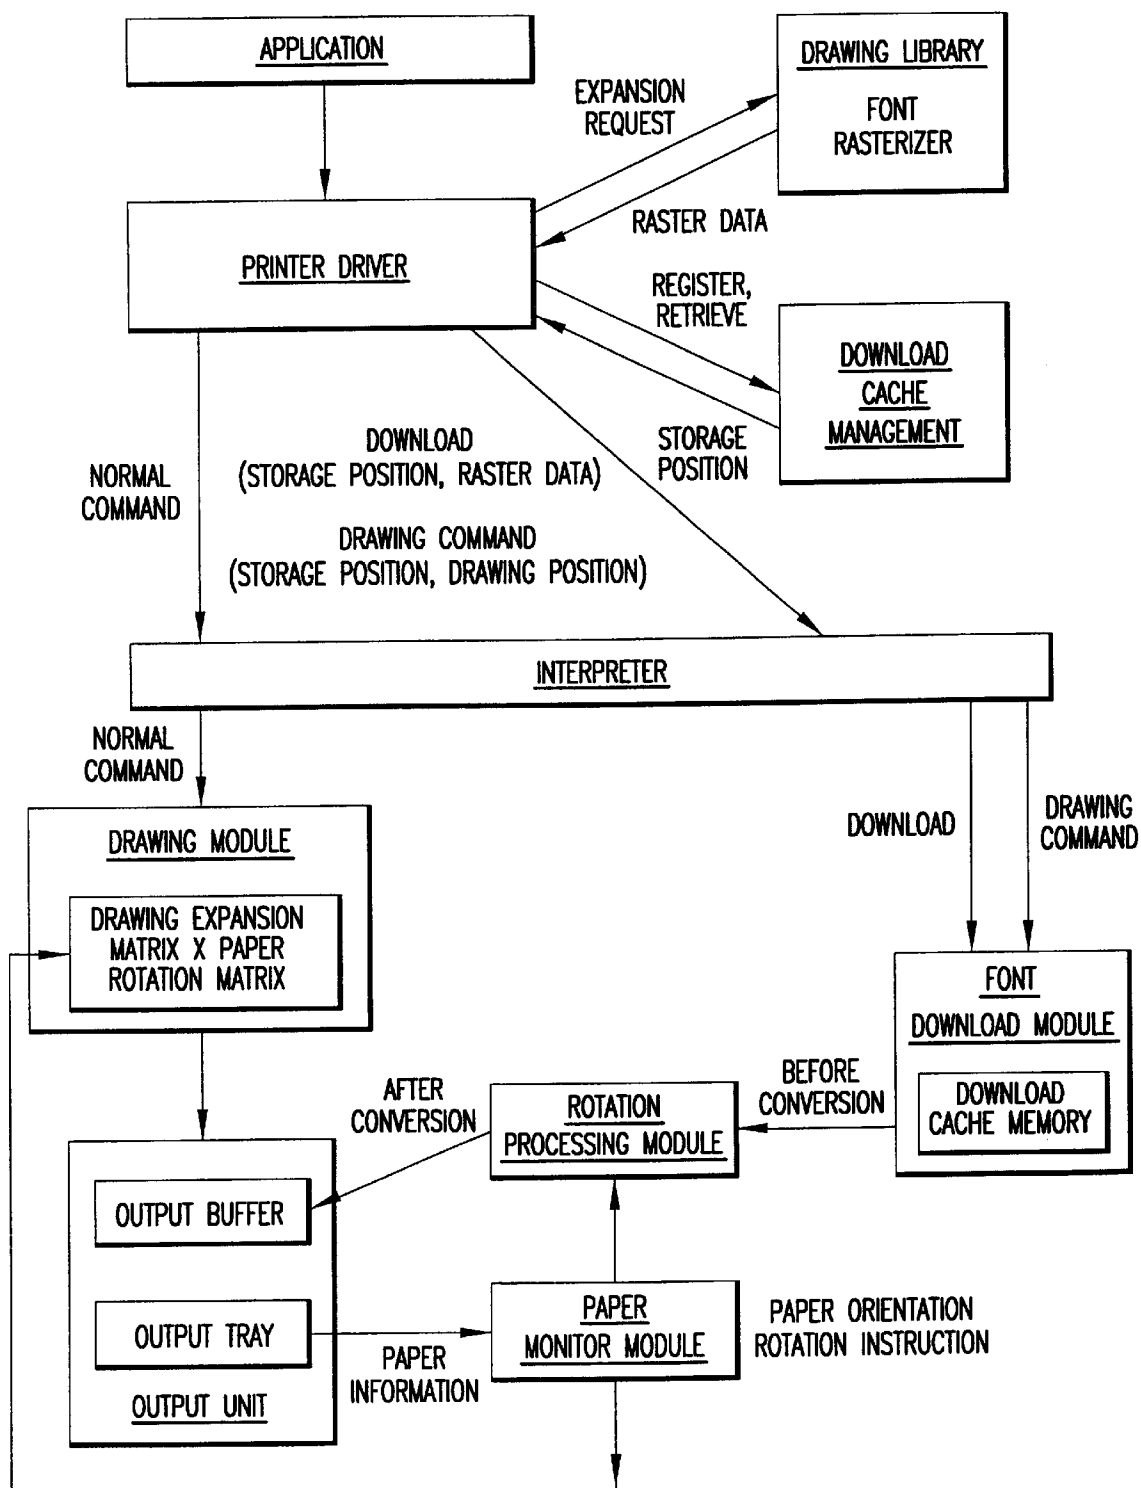 APPLICATION
DRAWING LIBRARY
FONT
RASTERIZER
EXPANSION
REQUEST
RASTER DATA
PRINTER DRIVER
REGISTER,
RETRIEVE
DOWNLOAD
CACHE
MANAGEMENT
STORAGE
POSITION
NORMAL
COMMAND
DOWNLOAD
(STORAGE POSITION, RASTER DATA)
DRAWING COMMAND
(STORAGE POSITION, DRAWING POSITION)
INTERPRETER
NORMAL
COMMAND
DOWNLOAD
DRAWING
COMMAND
DRAWING MODULE
DRAWING EXPANSION
MATRIX X PAPER
ROTATION MATRIX
FONT
DOWNLOAD MODULE
DOWNLOAD
CACHE MEMORY
BEFORE
CONVERSION
ROTATION
PROCESSING MODULE
AFTER
CONVERSION
OUTPUT BUFFER
OUTPUT TRAY
OUTPUT UNIT
PAPER
INFORMATION
PAPER
MONITOR MODULE
PAPER ORIENTATION
ROTATION INSTRUCTION